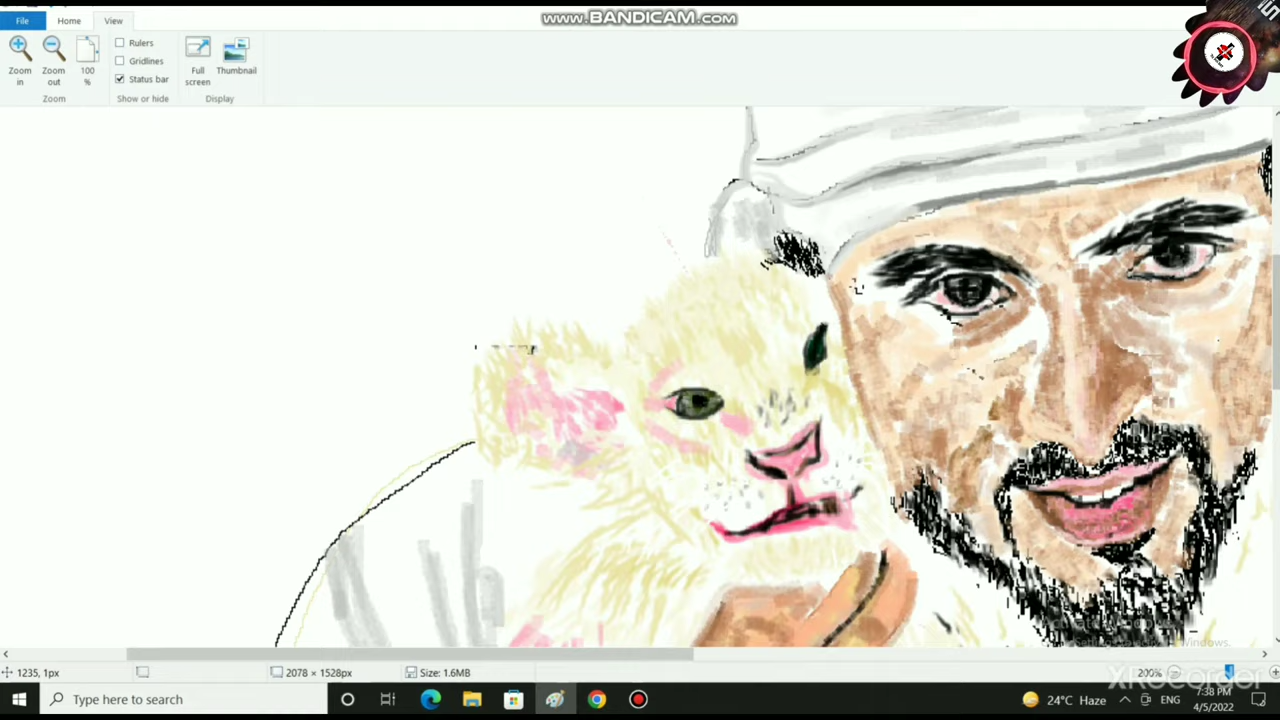 www.BANDICAM.com
File Home View
Zoom in
Zoom out
100 %
Rulers
Gridlines
Status bar
Full screen
Thumbnail
Zoom
Show or hide
Display
Windows.
1235, 1px
2078 × 1528px
Size: 1.6MB
200%
XRecorder
Type here to search
24°C Haze
ENG
7:38 PM
4/5/2022